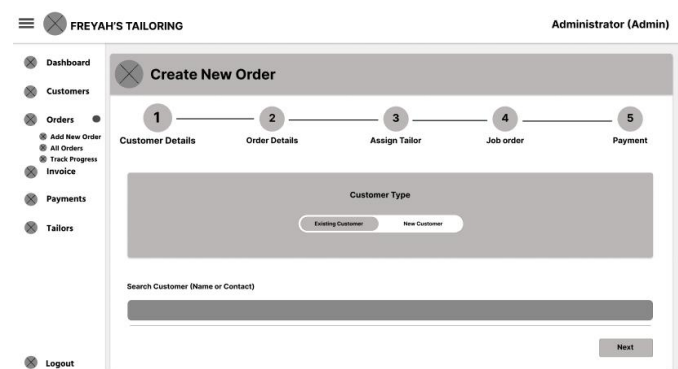 FREYAH'S TAILORING
Administrator (Admin)
Dashboard
Customers
Orders
Add New Order
All Orders
Track Progress
Invoice
Payments
Tailors
Logout
Create New Order
1 2 3 4 5
Customer Details Order Details Assign Tailor Job order Payment
Customer Type
Existing Customer New Customer
Search Customer (Name or Contact)
Next